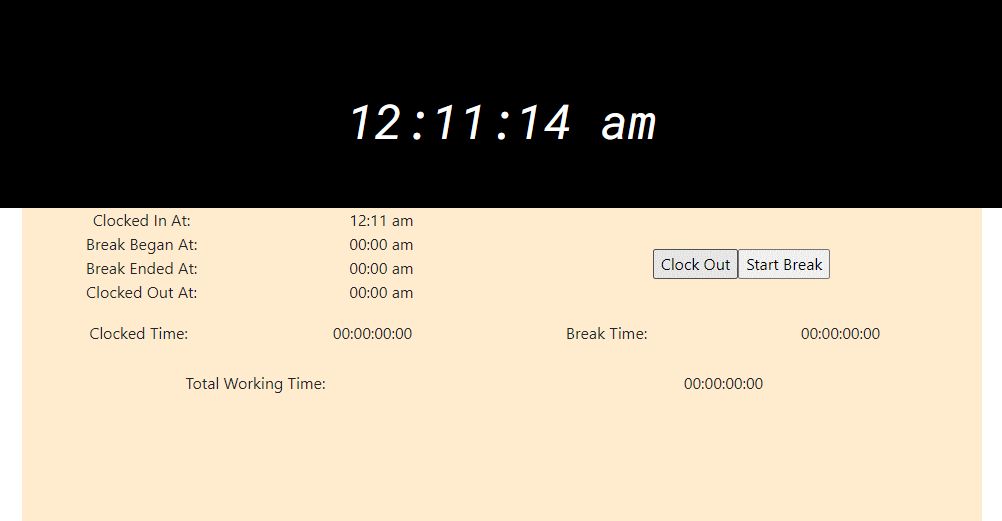 12:11:14 am
Clocked In At: 12:11 am
Break Began At: 00:00 am
Break Ended At: 00:00 am
Clocked Out At: 00:00 am
Clock Out Start Break
Clocked Time: 00:00:00:00 Break Time: 00:00:00:00
Total Working Time: 00:00:00:00